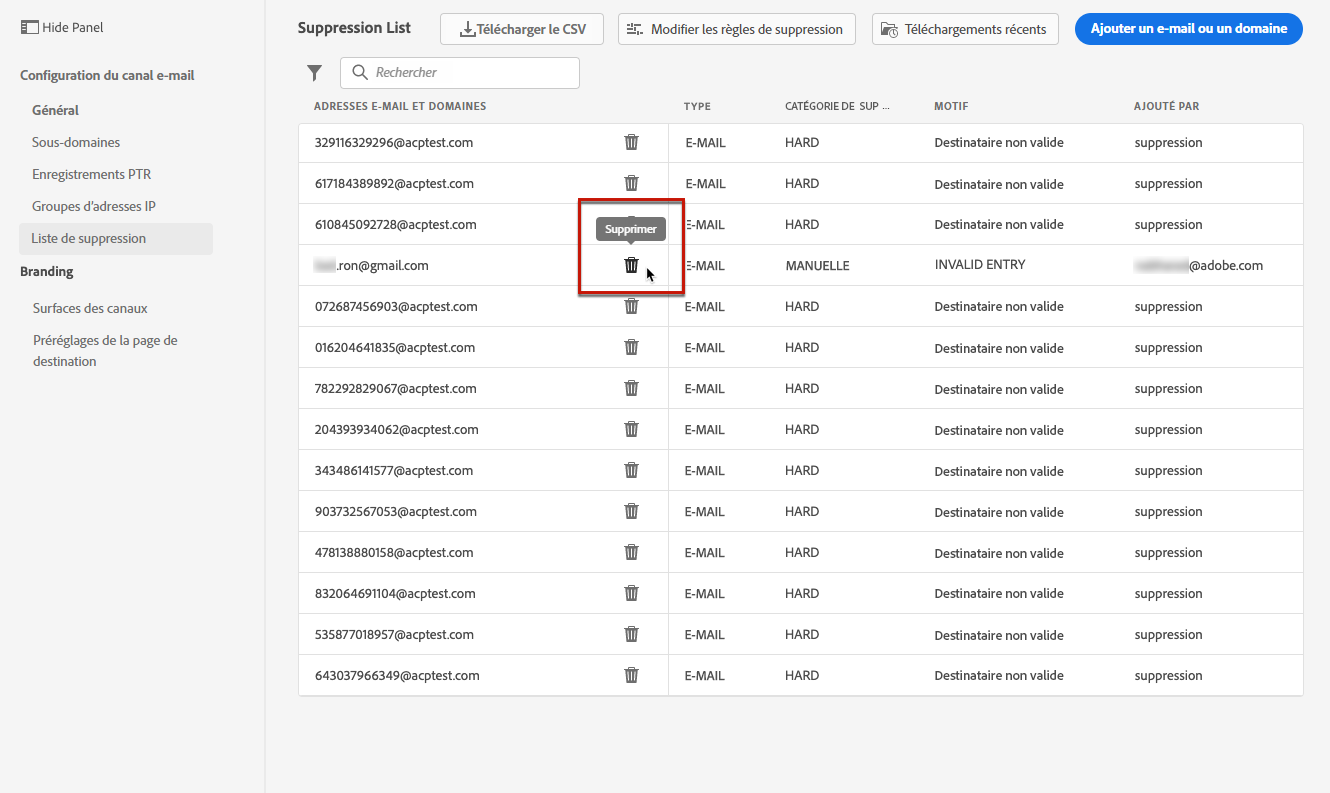 Hide Panel
Configuration du canal e-mail
Général
Sous-domaines
Enregistrements PTR
Groupes d'adresses IP
Liste de suppression
Branding
Surfaces des canaux
Préréglages de la page de
destination
Suppression List
Télécharger le CSV
Modifier les règles de suppression
Téléchargements récents
Ajouter un e-mail ou un domaine
Rechercher
ADRESSES E-MAIL ET DOMAINES TYPE CATÉGORIE DE SUP ... MOTIF AJOUTÉ PAR
329116329296@acptest.com E-MAIL HARD Destinataire non valide suppression
617184389892@acptest.com E-MAIL HARD Destinataire non valide suppression
610845092728@acptest.com E-MAIL HARD Destinataire non valide suppression
Supprimer
.ron@gmail.com E-MAIL MANUELLE INVALID ENTRY @adobe.com
072687456903@acptest.com E-MAIL HARD Destinataire non valide suppression
016204641835@acptest.com E-MAIL HARD Destinataire non valide suppression
782292829067@acptest.com E-MAIL HARD Destinataire non valide suppression
204393934062@acptest.com E-MAIL HARD Destinataire non valide suppression
343486141577@acptest.com E-MAIL HARD Destinataire non valide suppression
903732567053@acptest.com E-MAIL HARD Destinataire non valide suppression
478138880158@acptest.com E-MAIL HARD Destinataire non valide suppression
832064691104@acptest.com E-MAIL HARD Destinataire non valide suppression
535877018957@acptest.com E-MAIL HARD Destinataire non valide suppression
643037966349@acptest.com E-MAIL HARD Destinataire non valide suppression